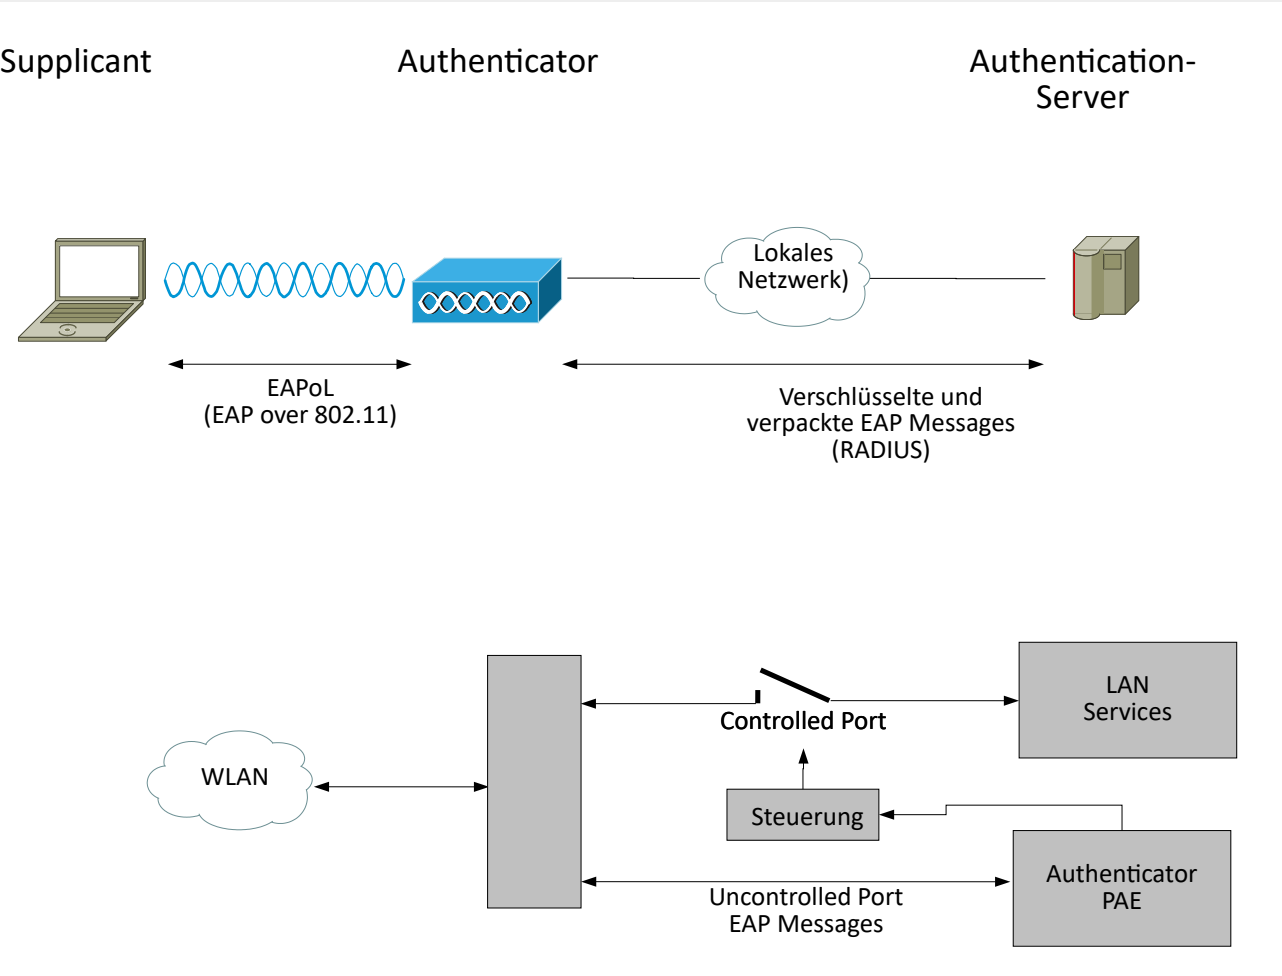 Supplicant
Authenticator
Authentication-
Server
Lokales
Netzwerk)
EAPoL
(EAP over 802.11)
Verschlüsselte und
verpackte EAP Messages
(RADIUS)
LAN
Services
Controlled Port
WLAN
Steuerung
Authenticator
PAE
Uncontrolled Port
EAP Messages